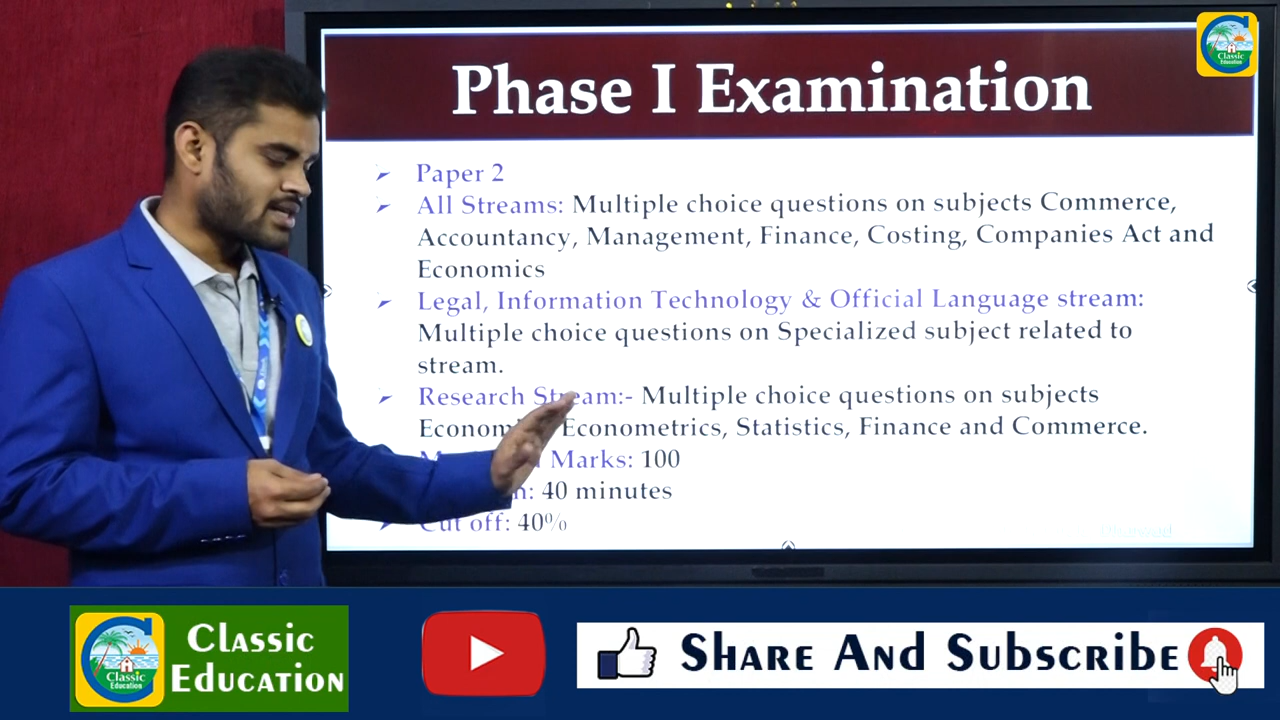 Phase I Examination
Classic
Education
Paper 2
All Streams: Multiple choice questions on subjects Commerce,
Accountancy, Management, Finance, Costing, Companies Act and
Economics
Legal, Information Technology & Official Language stream:
Multiple choice questions on Specialized subject related to
stream.
Research Stream:- Multiple choice questions on subjects
Econometrics, Statistics, Finance and Commerce.
Marks: 100
40 minutes
Cut off: 40%
Classic
Education
Classic
Education
Share And Subscribe